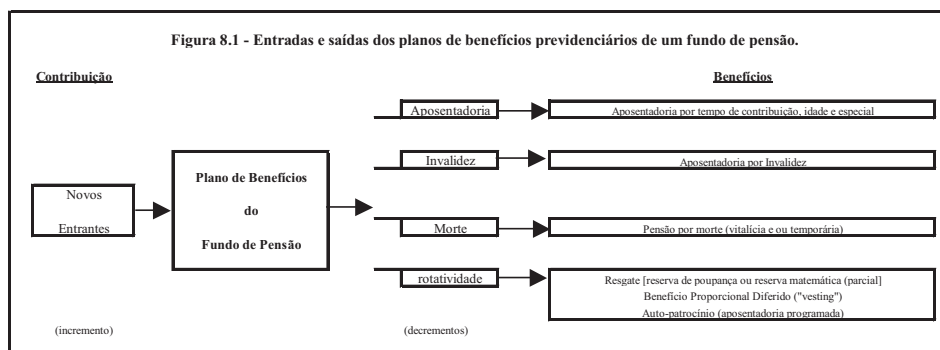 Figura 8.1 - Entradas e saídas dos planos de benefícios previdenciários de um fundo de pensão.
Contribuição
Benefícios
Aposentadoria
Aposentadoria por tempo de contribuição, idade e especial
Invalidez
Aposentadoria por Invalidez
Novos
Entrantes
Plano de Benefícios
do
Fundo de Pensão
Morte
Pensão por morte (vitalícia e ou temporária)
rotatividade
Resgate [reserva de poupança ou reserva matemática (parcial]
Benefício Proporcional Diferido ("vesting")
Auto-patrocínio (aposentadoria programada)
(incremento)
(decrementos)